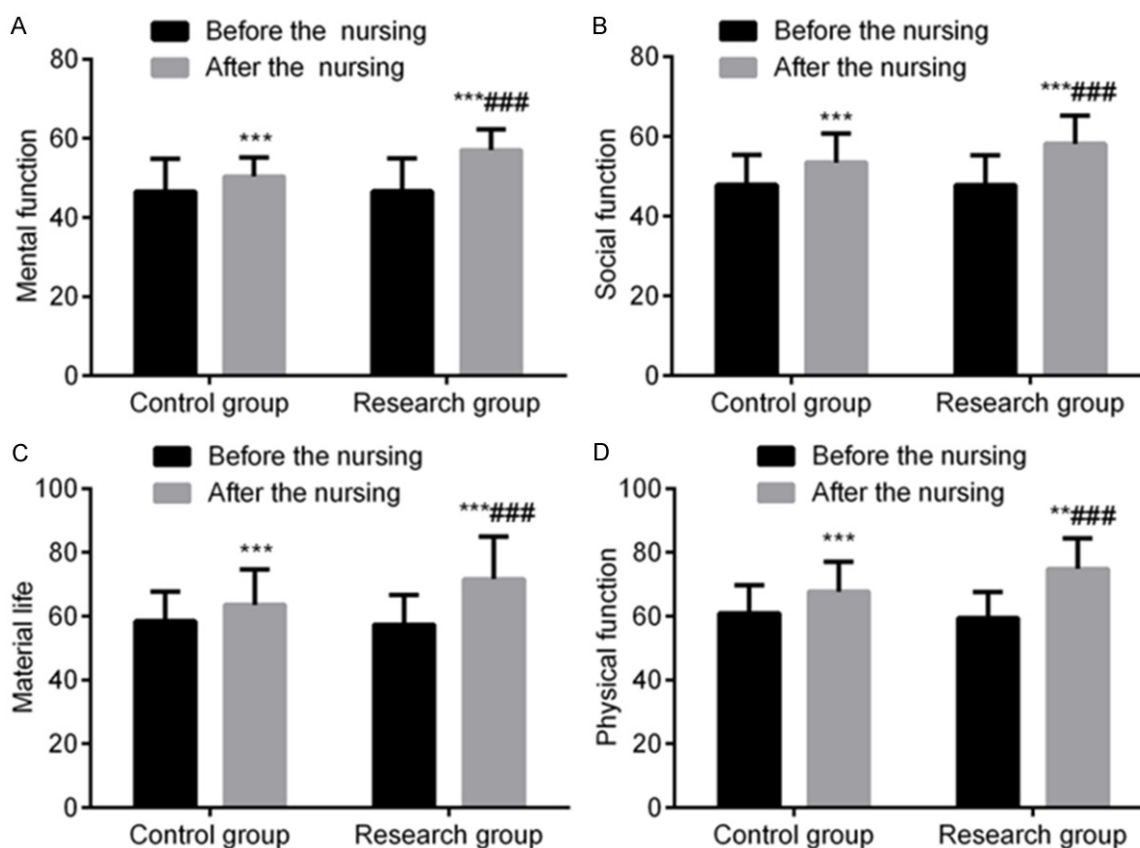 A
Before the nursing
After the nursing
80
60
40
20
0
Mental function
***
***###
Control group
Research group
B
Before the nursing
After the nursing
80
60
40
20
0
Social function
***
***###
Control group
Research group
C
Before the nursing
After the nursing
100
80
60
40
20
0
Material life
***
***###
Control group
Research group
D
Before the nursing
After the nursing
100
80
60
40
20
0
Physical function
***
**###
Control group
Research group